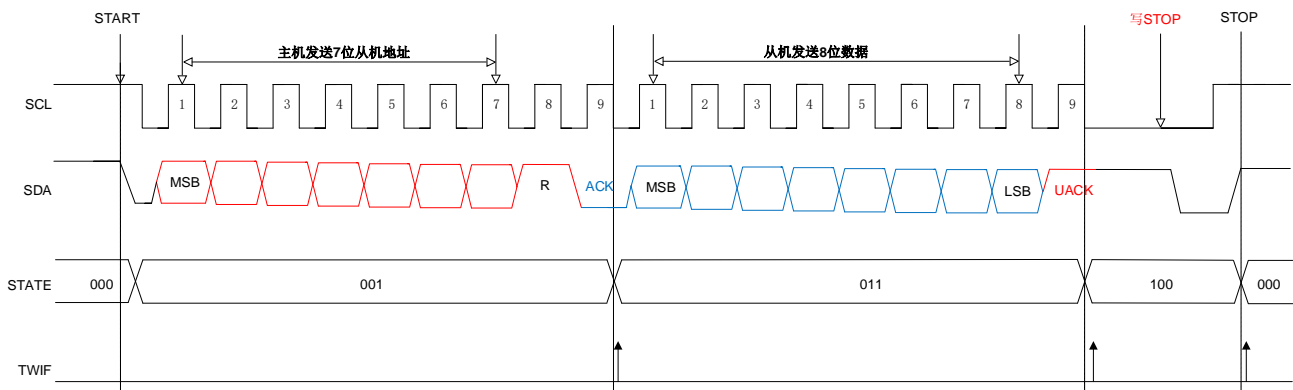 START
写STOP
STOP
主机发送7位从机地址
从机发送8位数据
SCL
1 2 3 4 5 6 7 8 9 1 2 3 4 5 6 7 8 9
SDA
MSB R ACK MSB LSB UACK
STATE
000 001 011 100 000
TWIF